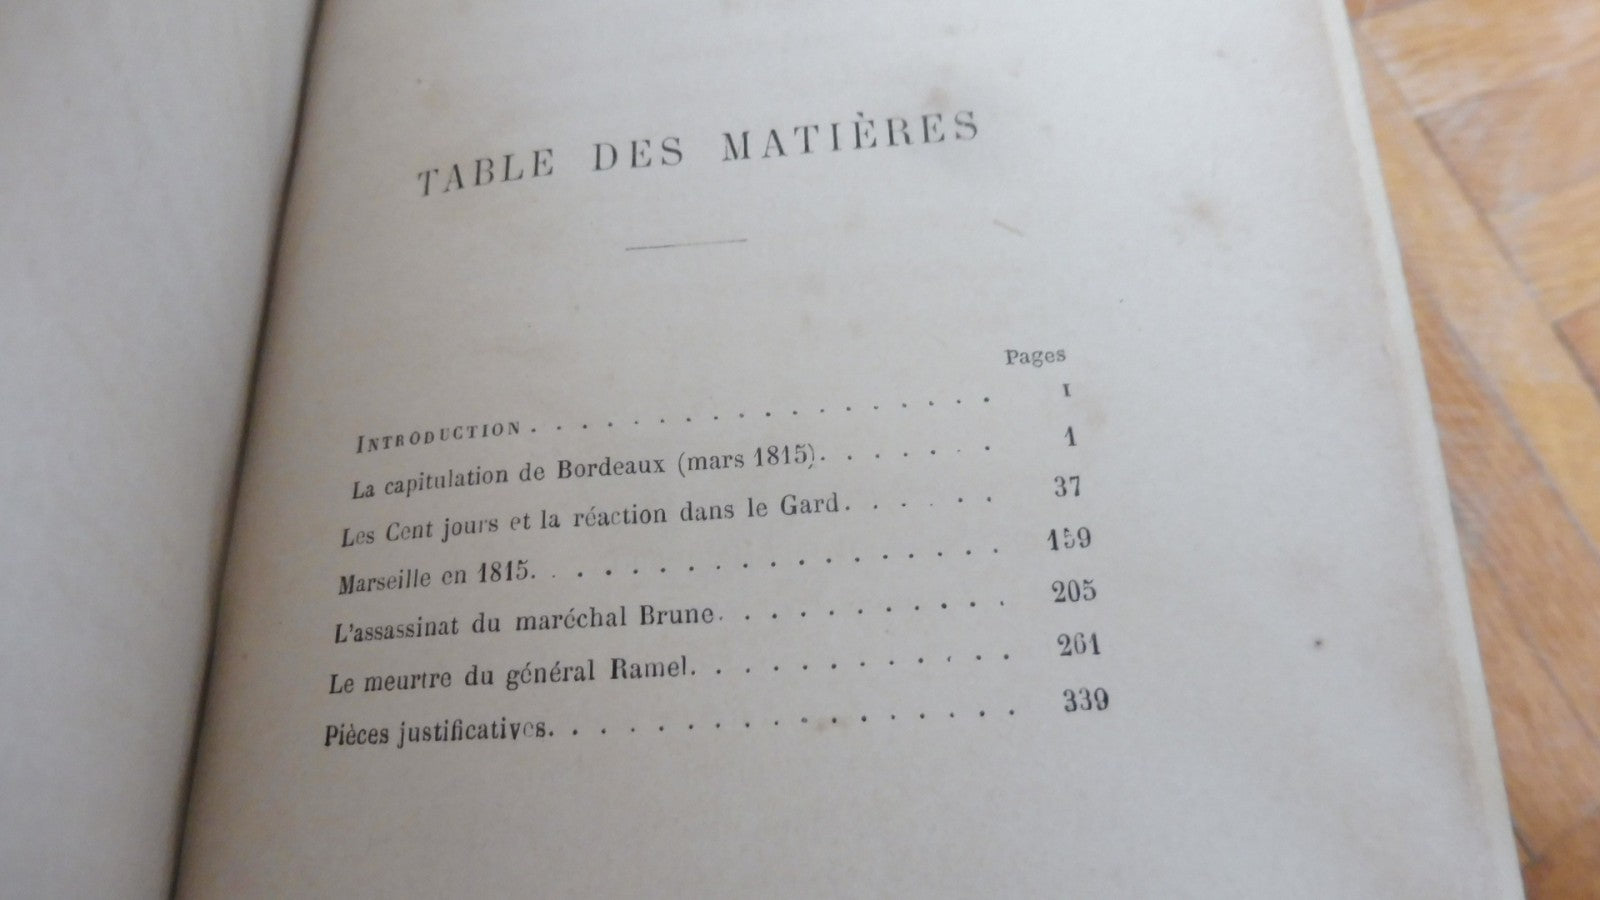 TABLE DES MATIÈRES
Pages
INTRODUCTION . . . . . . . . . . . . . . . . . . I
La capitulation de Bordeaux (mars 1815). . . . . . . 1
Les Cent jours et la réaction dans le Gard. . . . . . 37
Marseille en 1815. . . . . . . . . . . . . . . . . . 159
L'assassinat du maréchal Brune. . . . . . . . . . . 205
Le meurtre du général Ramel. . . . . . . . . . . . 261
Pièces justificatives. . . . . . . . . . . . . . . . . 339